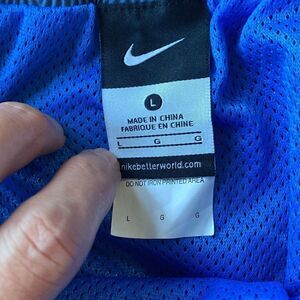 L
MADE IN CHINA
FABRIQUE EN CHINE
L G G
nikebetterworld.com
DO NOT IRON PRINTED AREA
L G G